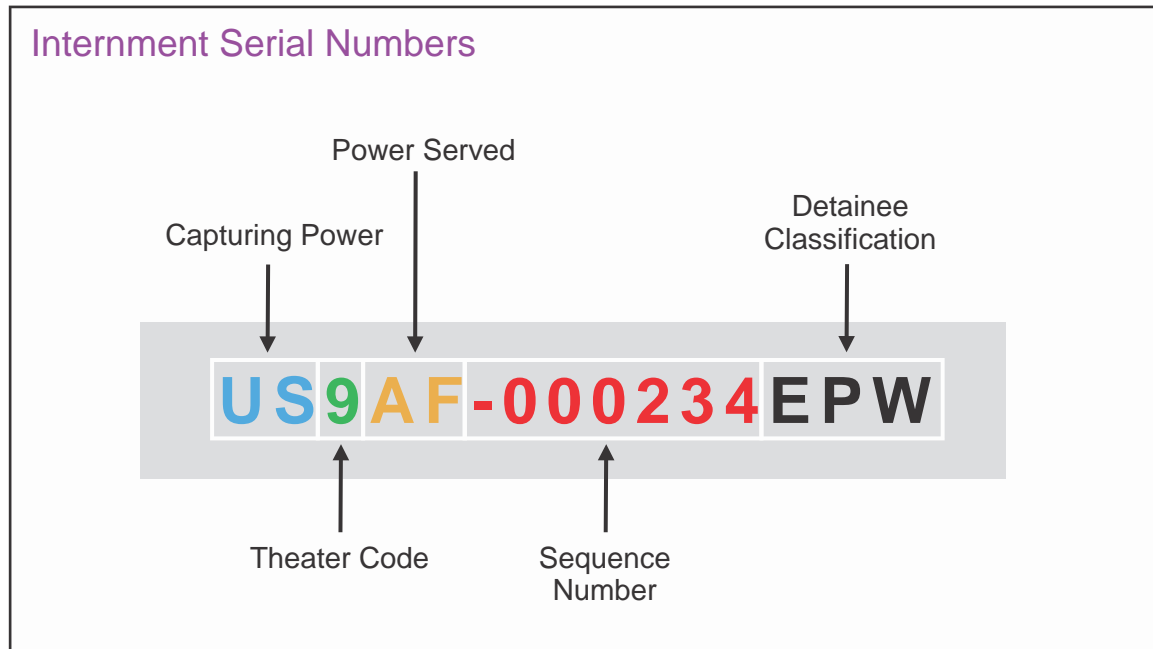 Internment Serial Numbers
Power Served
Capturing Power
Detainee
Classification
US9AF-000234EPW
Theater Code
Sequence
Number